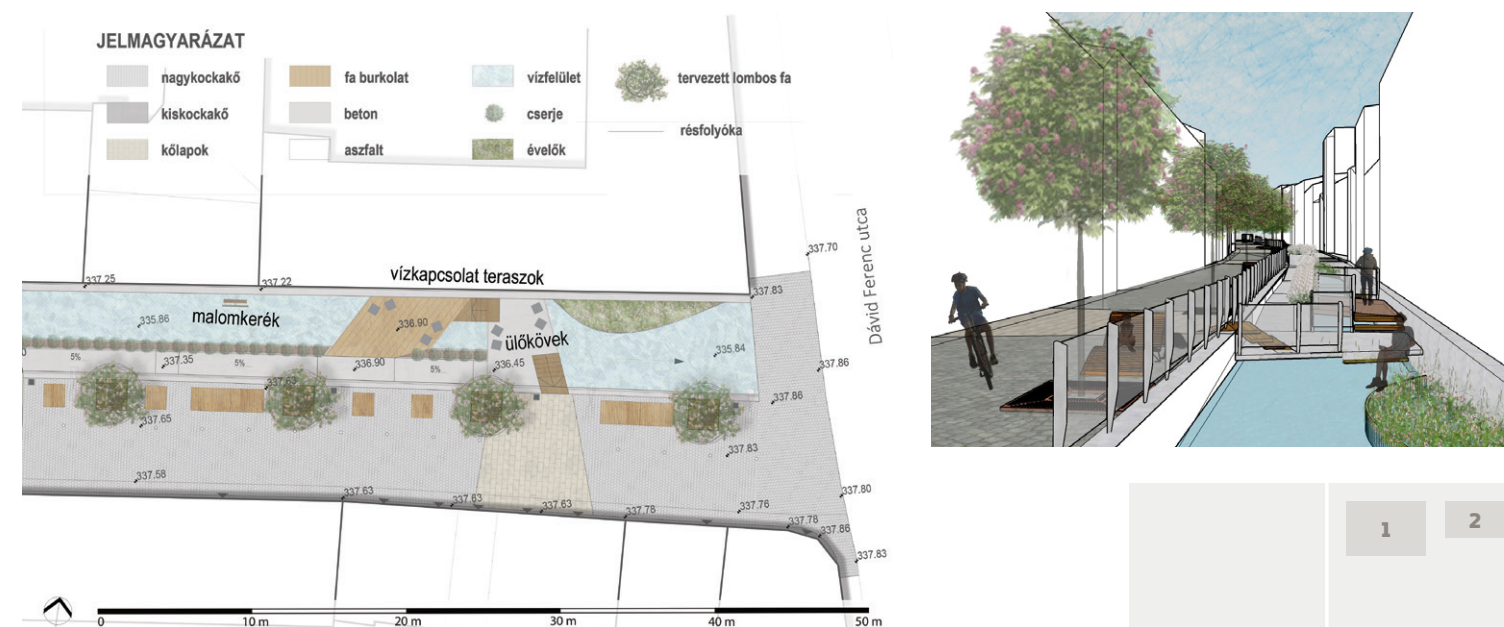 JELMAGYARÁZAT
nagykockakő
fa burkolat
vízfelület
tervezett lombos fa
kiskockakő
beton
cserje
résfolyóka
kőlapok
aszfalt
évelők
Dávid Ferenc utca
337.70
337.25
337.22
vízkapcsolat teraszok
337.83
malomkerék
335.86
336.90
ülőkövek
335.84
5%
337.35
5%
336.90
5%
336.45
337.86
337.63
337.86
337.65
337.83
337.58
337.63
337.63
337.63
337.78
337.76
337.80
337.78
337.86
337.83
0
10 m
20 m
30 m
40 m
50 m
1
2